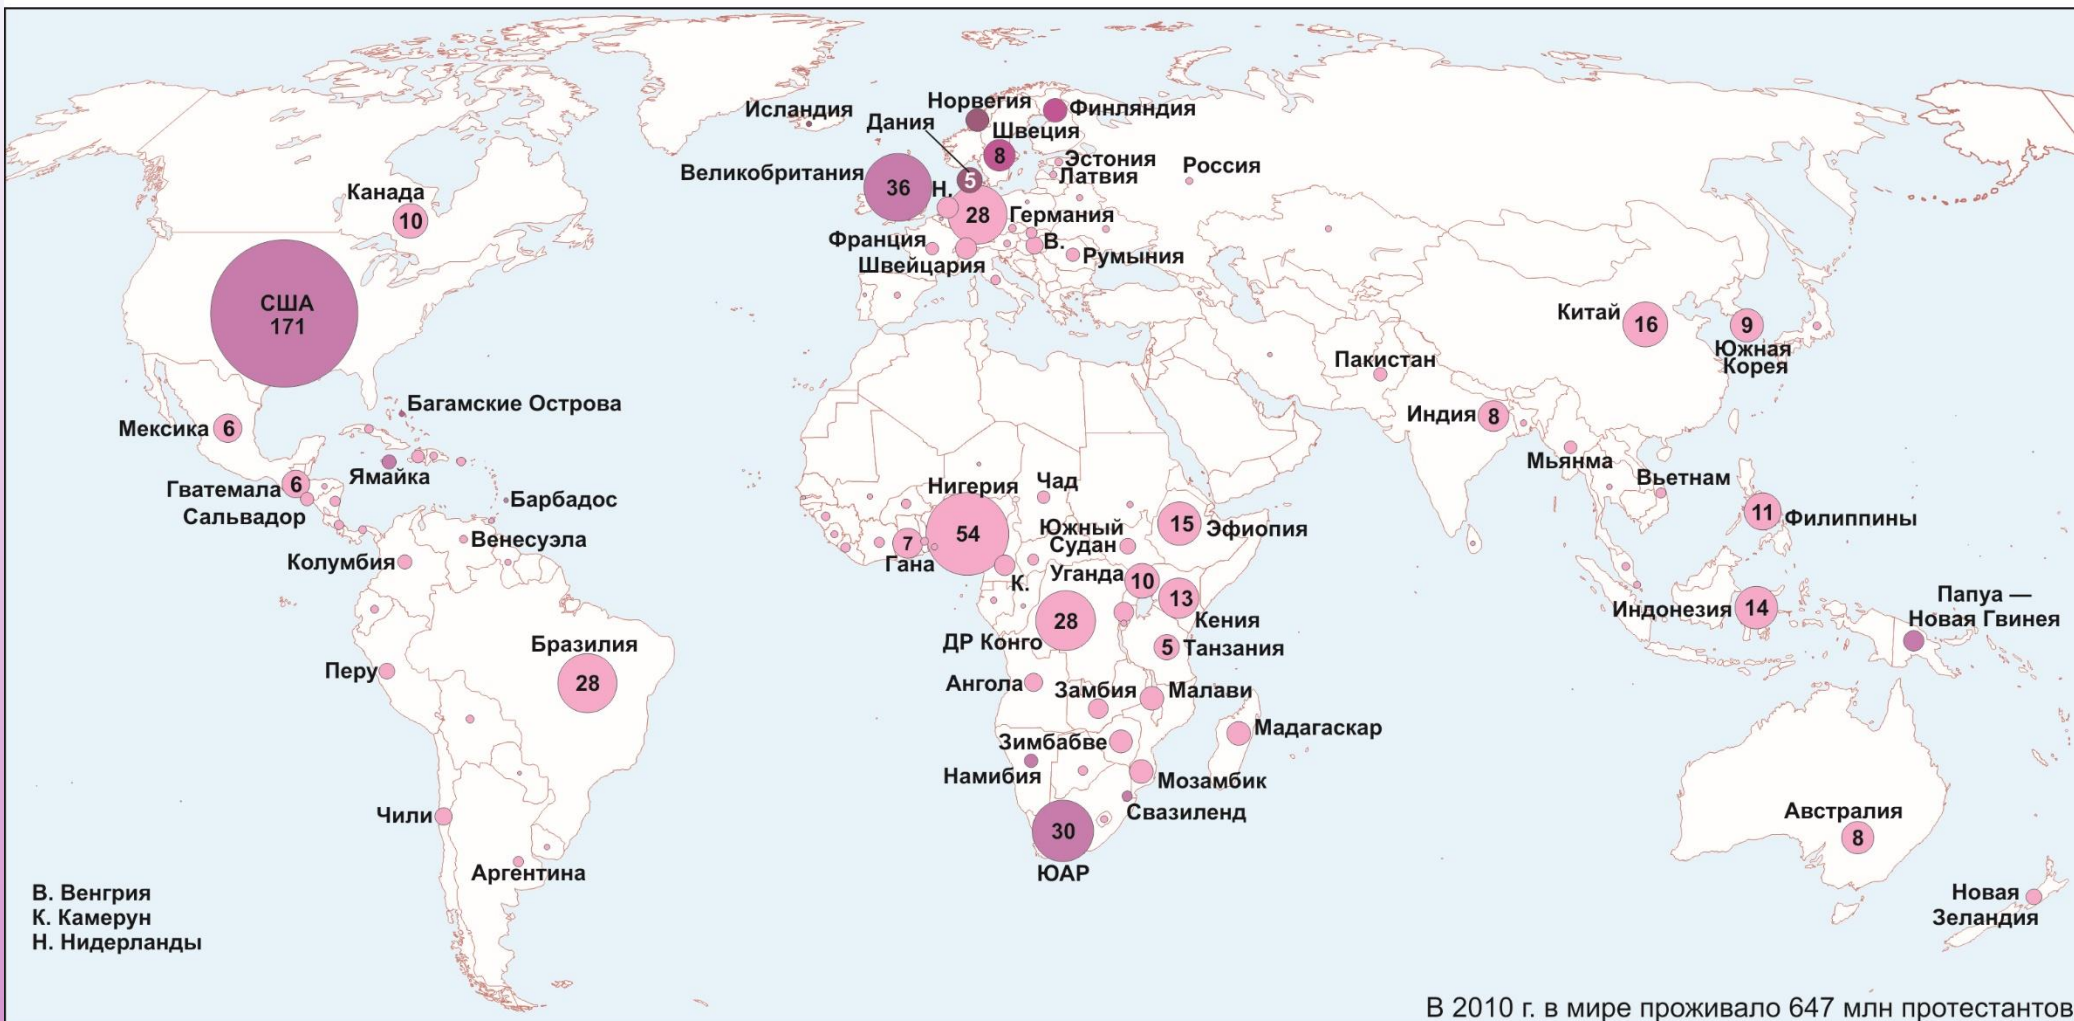 Исландия
Норвегия
Финляндия
Дания
Швеция
8
Эстония
Латвия
Россия
Великобритания
36
Н.
5
28
Германия
Канада
10
Франция
В.
Швейцария
Румыния
США
171
Китай
16
9
Южная
Корея
Пакистан
Багамские Острова
Мексика
6
Индия
8
Ямайка
Гватемала
6
Сальвадор
Барбадос
Мьянма
Вьетнам
Нигерия
54
Чад
Венесуэла
Колумбия
7
Гана
К.
Южный
Судан
15
Эфиопия
11
Филиппины
Уганда
10
13
Кения
28
ДР Конго
5
Танзания
Индонезия
14
Папуа —
Новая Гвинея
Бразилия
28
Перу
Ангола
Замбия
Малави
Мадагаскар
Зимбабве
Намибия
Мозамбик
Свазиленд
Чили
30
ЮАР
Австралия
8
Аргентина
Новая
Зеландия
В. Венгрия
К. Камерун
Н. Нидерланды
В 2010 г. в мире проживало 647 млн протестантов